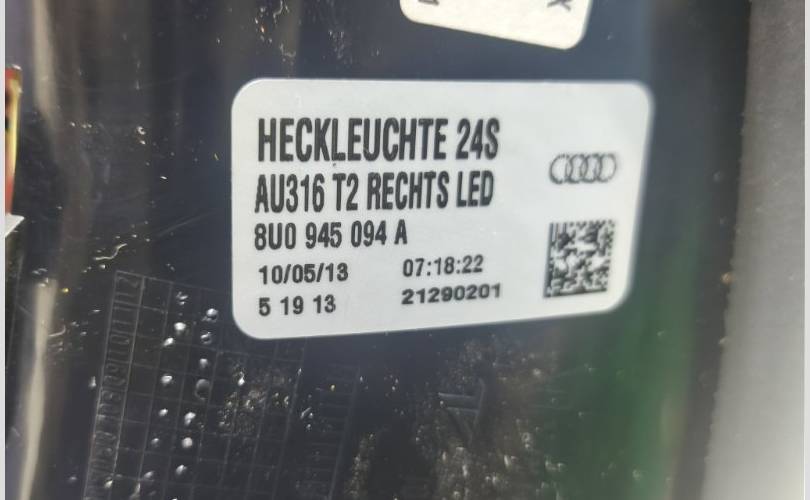 HECKLEUCHTE 24S
AU316 T2 RECHTS LED
8U0 945 094 A
10/05/13 07:18:22
5 19 13 21290201